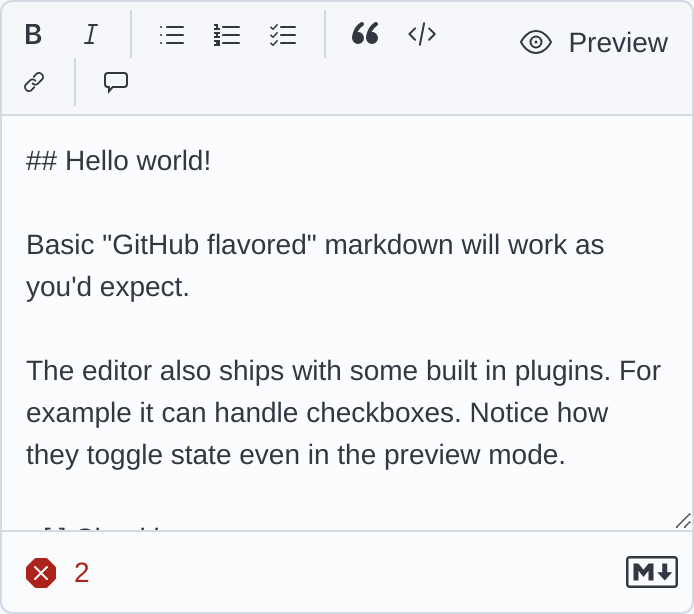 B I Preview
## Hello world!
Basic "GitHub flavored" markdown will work as
you'd expect.
The editor also ships with some built in plugins. For
example it can handle checkboxes. Notice how
they toggle state even in the preview mode.
2
M